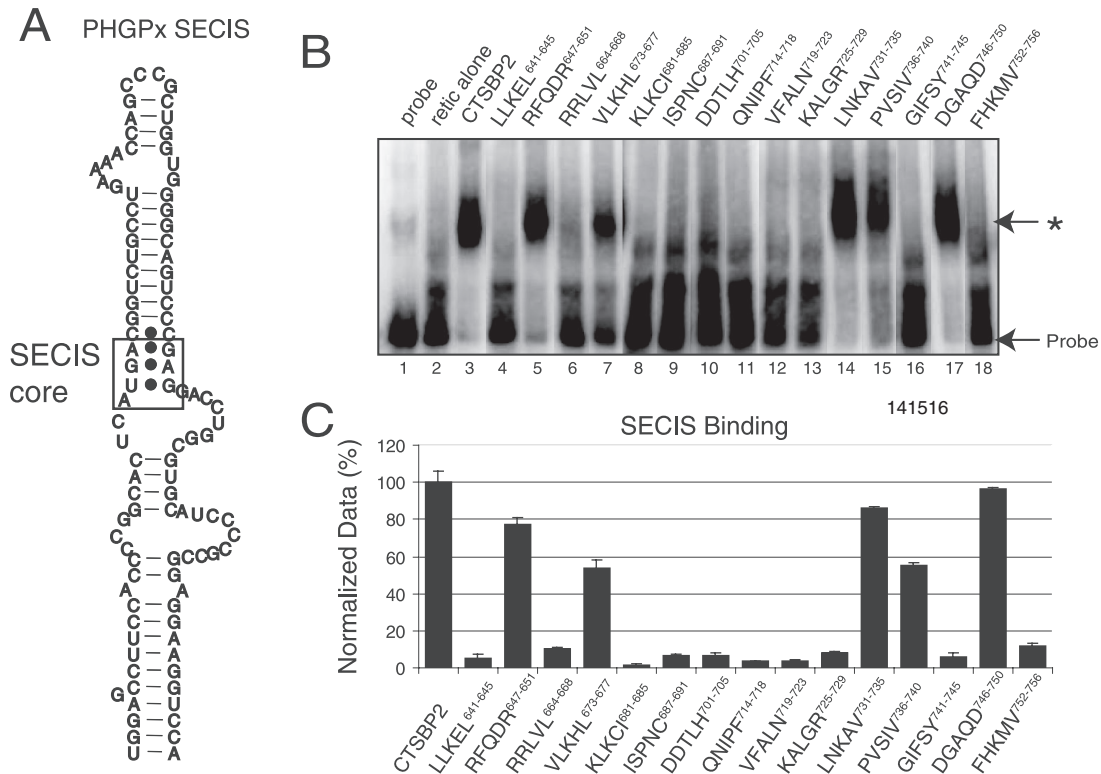 A
PHGPx SECIS
SECIS
core
B
probe
retic alone
CTSBP2
LLKEL641-645
RFQDR647-651
RRLVL664-668
VLKHL673-677
KLKCI681-685
ISPNC687-691
DDTLH701-705
QNIPF714-718
VFALN719-723
KALGR725-729
LNKAV731-735
PVSIV736-740
GIFSY741-745
DGAQD746-750
FHKMV752-756
*
Probe
1 2 3 4 5 6 7 8 9 10 11 12 13 14 15 16 17 18
141516
C
SECIS Binding
Normalized Data (%)
120
100
80
60
40
20
0
CTSBP2
LLKEL641-645
RFQDR647-651
RRLVL664-668
VLKHL673-677
KLKCI681-685
ISPNC687-691
DDTLH701-705
QNIPF714-718
VFALN719-723
KALGR725-729
LNKAV731-735
PVSIV736-740
GIFSY741-745
DGAQD746-750
FHKMV752-756